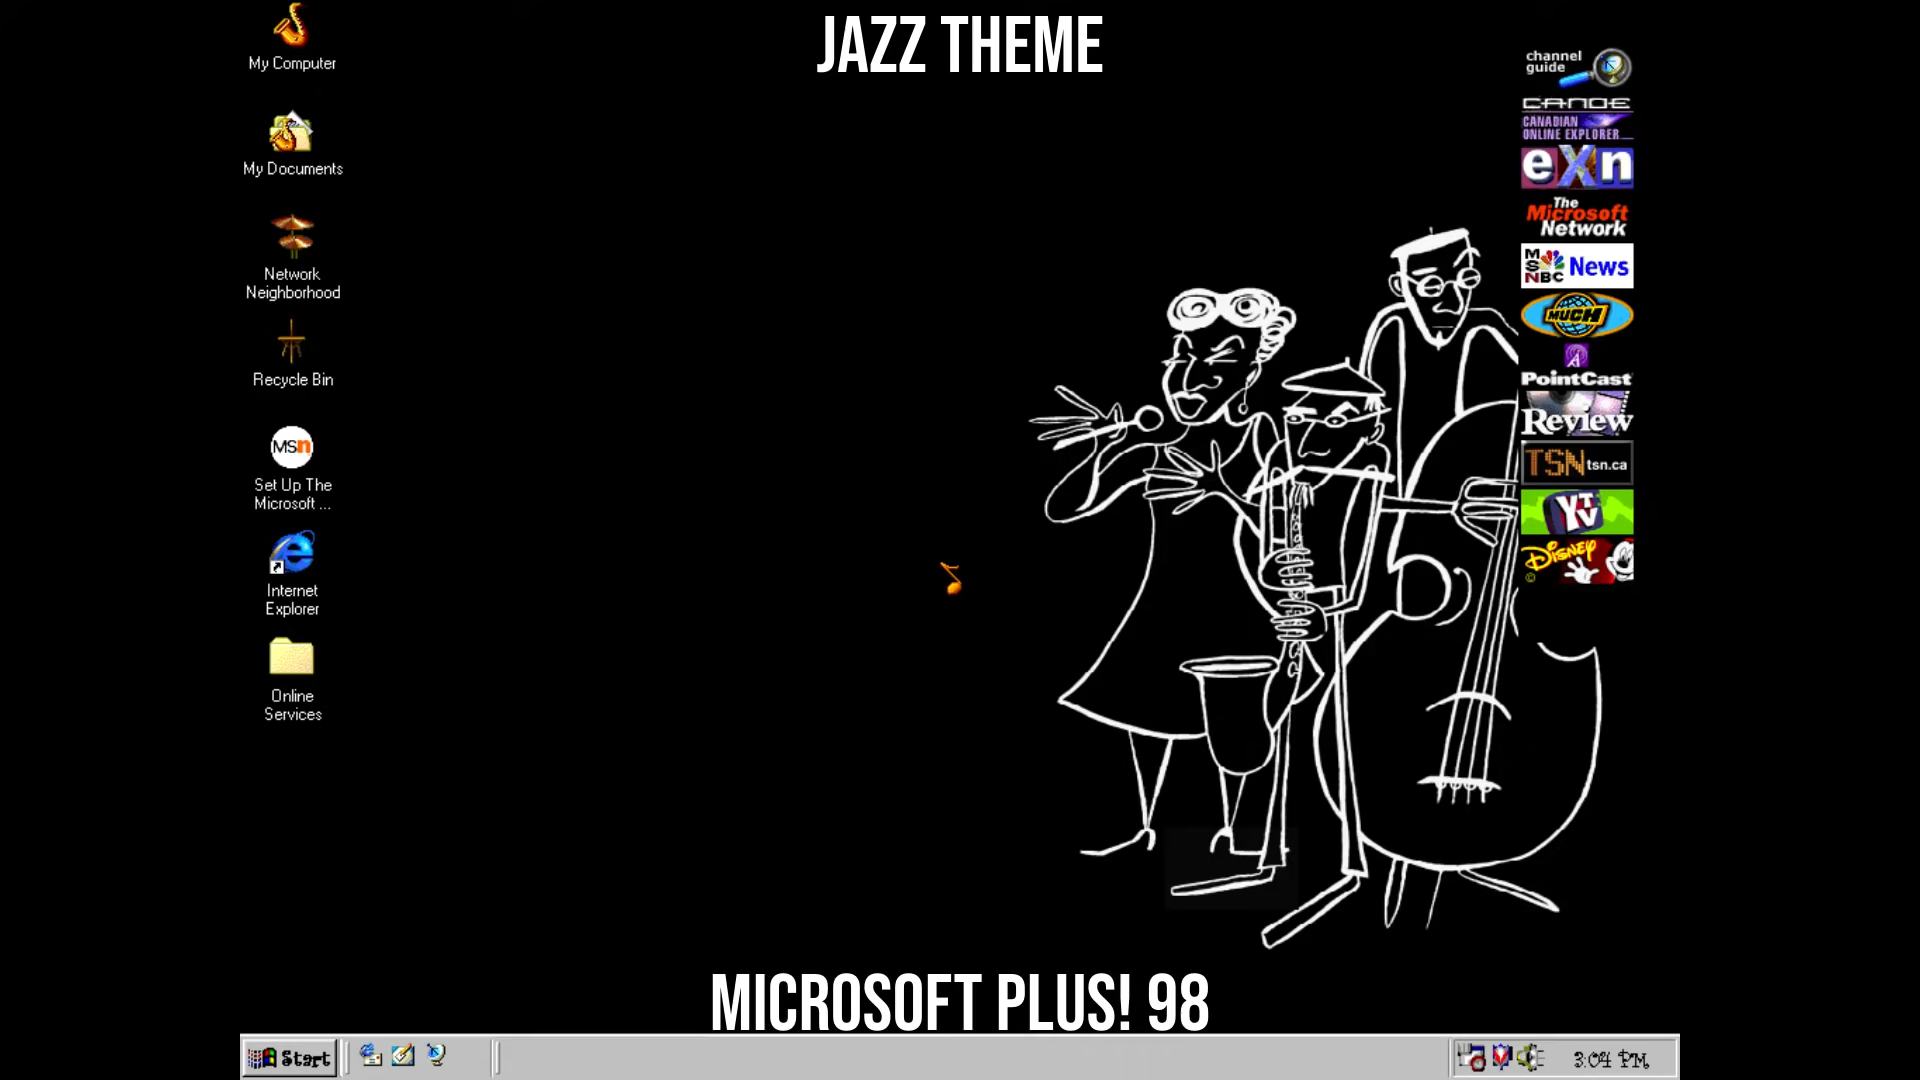 JAZZ THEME
My Computer
My Documents
Network
Neighborhood
Recycle Bin
msn
Set Up The
Microsoft ...
Internet
Explorer
Online
Services
channel
guide
CANOE
CANADIAN
ONLINE EXPLORER
eXn
The
Microsoft
Network
MSNBC News
MUCH
PointCast
Review
TSN tsn.ca
YTV
DISNEY
©
MICROSOFT PLUS! 98
Start
3:04 PM